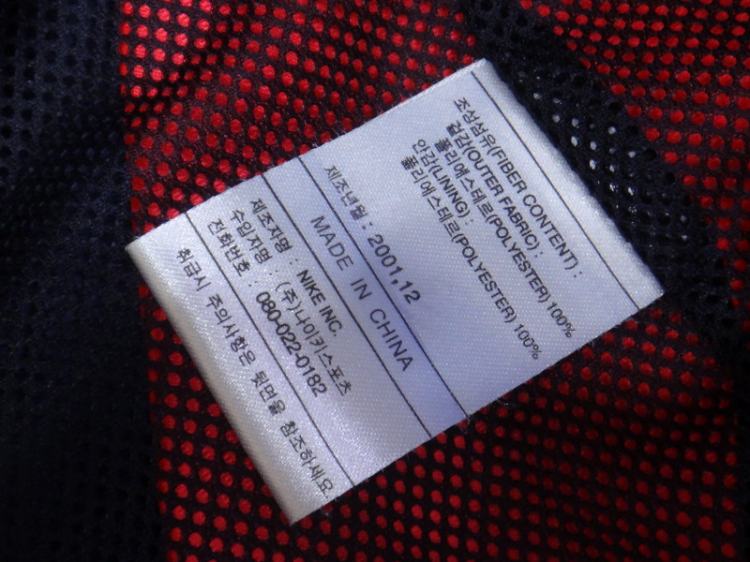 조성섬유(FIBER CONTENT) :
겉감(OUTER FABRIC) :
폴리에스테르(POLYESTER) 100%
안감(LINING) :
폴리에스테르(POLYESTER) 100%
제조년월 : 2001.12
MADE IN CHINA
제조자명 : NIKE INC.
수입자명 : (주)나이키스포츠
전화번호 : 080-022-0182
취급시 주의사항은 뒷면을 참조하세요